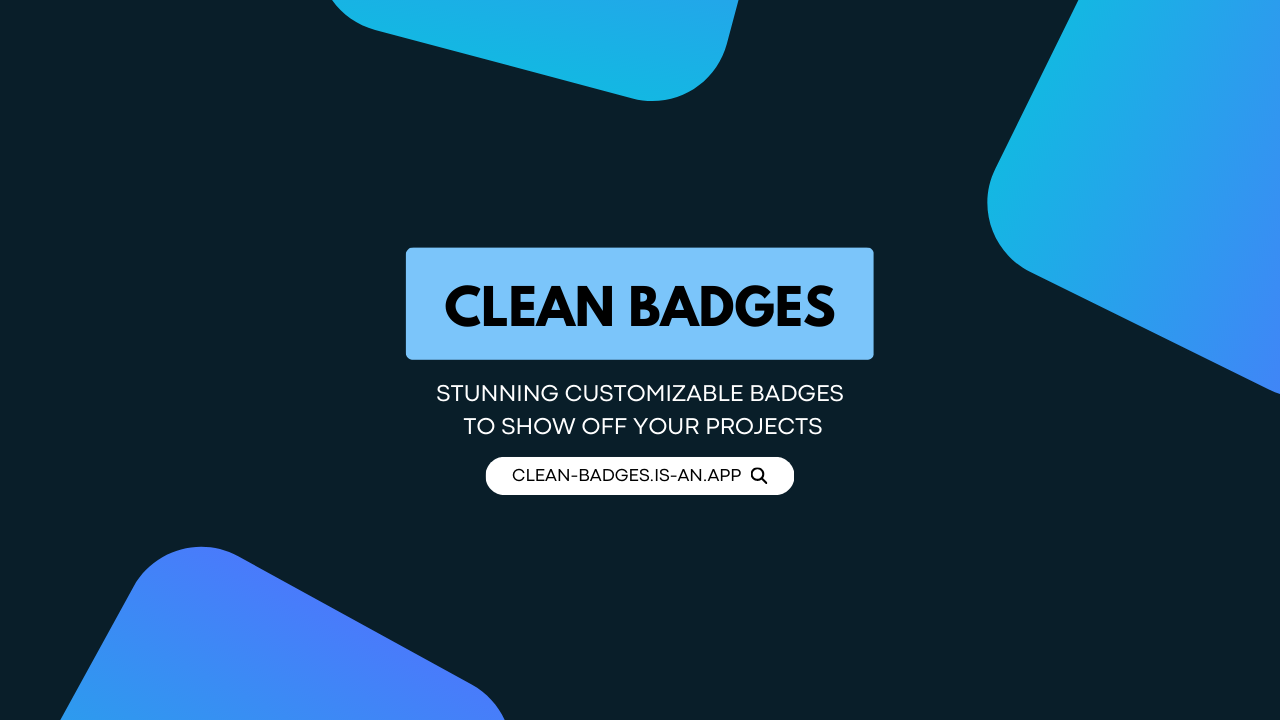 CLEAN BADGES
STUNNING CUSTOMIZABLE BADGES
TO SHOW OFF YOUR PROJECTS
CLEAN-BADGES.IS-AN.APP